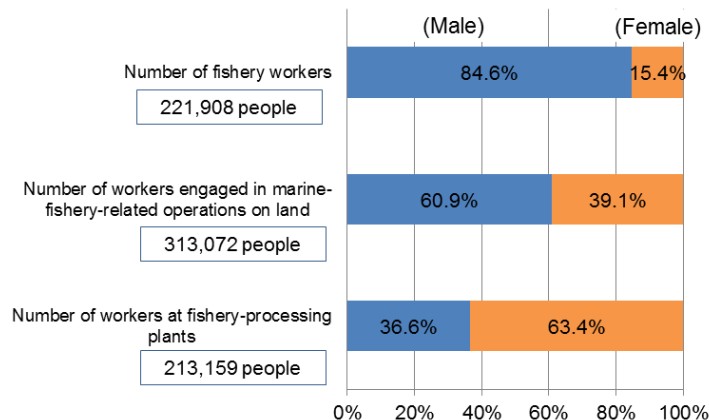 (Male) (Female)
Number of fishery workers
84.6% 15.4%
221,908 people
Number of workers engaged in marine-
fishery-related operations on land
60.9% 39.1%
313,072 people
Number of workers at fishery-processing
plants
36.6% 63.4%
213,159 people
0% 20% 40% 60% 80% 100%